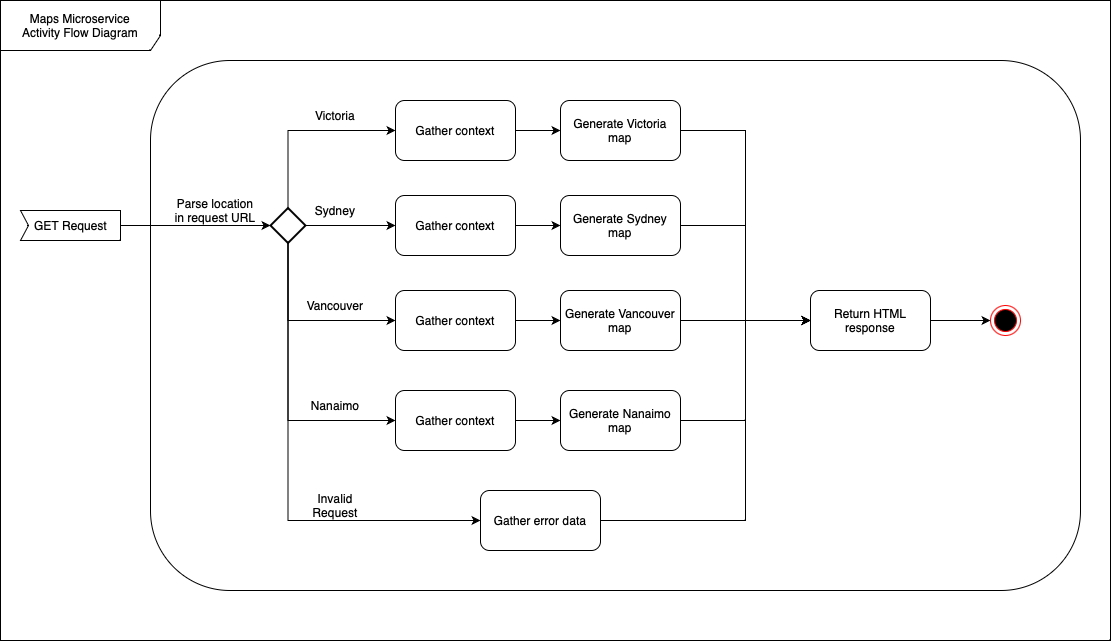 Maps Microservice
Activity Flow Diagram
Victoria
Gather context
Generate Victoria
map
GET Request
Parse location
in request URL
Sydney
Gather context
Generate Sydney
map
Vancouver
Gather context
Generate Vancouver
map
Return HTML
response
Nanaimo
Gather context
Generate Nanaimo
map
Invalid
Request
Gather error data